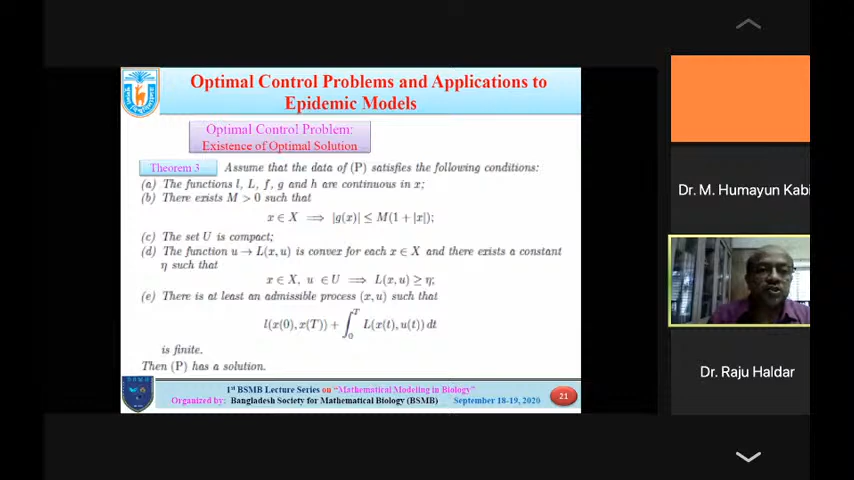 Optimal Control Problems and Applications to
Epidemic Models
Optimal Control Problem:
Existence of Optimal Solution
Theorem 3 Assume that the data of (P) satisfies the following conditions:
(a) The functions l, L, f, g and h are continuous in x;
(b) There exists M > 0 such that
x ∈ X ⟹ |g(x)| ≤ M(1 + |x|);
(c) The set U is compact;
(d) The function u → L(x, u) is convex for each x ∈ X and there exists a constant
η such that
x ∈ X, u ∈ U ⟹ L(x, u) ≥ η;
(e) There is at least an admissible process (x, u) such that
l(x(0), x(T)) + ∫₀ᵀ L(x(t), u(t)) dt
is finite.
Then (P) has a solution.
1st BSMB Lecture Series on "Mathematical Modeling in Biology"
Organized by: Bangladesh Society for Mathematical Biology (BSMB) September 18-19, 2020
21
Dr. M. Humayun Kabi
Dr. Raju Haldar